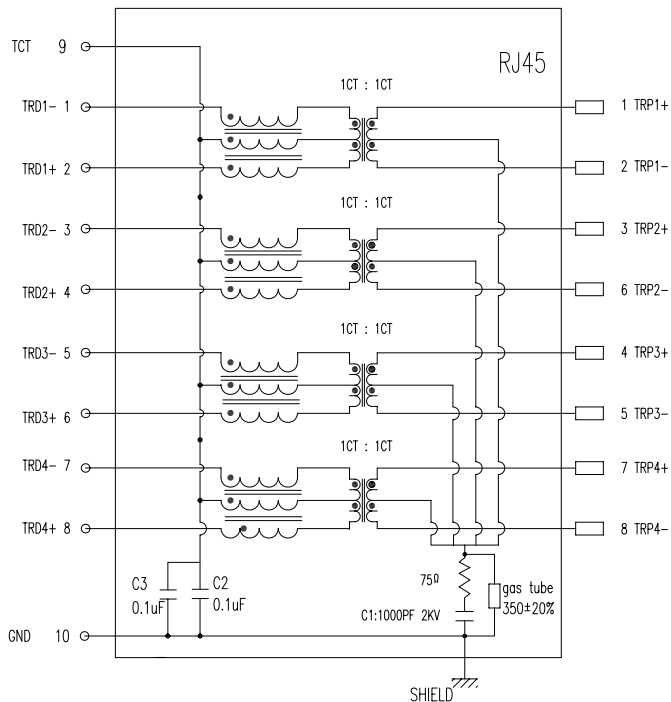 TCT 9
RJ45
1CT : 1CT
TRD1- 1
1 TRP1+
TRD1+ 2
2 TRP1-
1CT : 1CT
TRD2- 3
3 TRP2+
TRD2+ 4
6 TRP2-
1CT : 1CT
TRD3- 5
4 TRP3+
TRD3+ 6
5 TRP3-
1CT : 1CT
TRD4- 7
7 TRP4+
TRD4+ 8
8 TRP4-
C3
0.1uF
C2
0.1uF
75Ω
gas tube
350±20%
C1:1000PF 2KV
GND 10
SHIELD